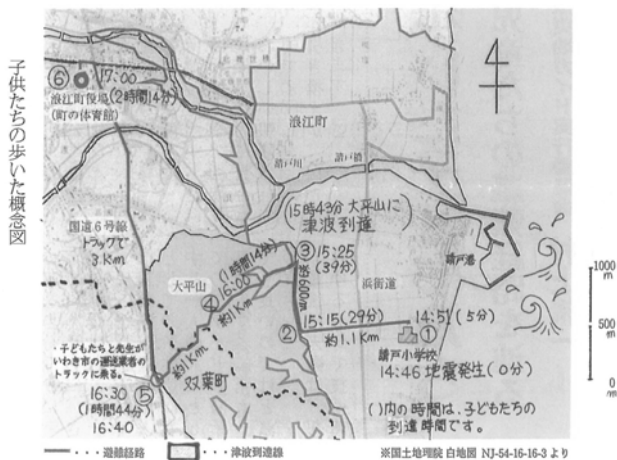 子供たちの歩いた概念図
⑥ 17:00
浪江町役場(2時間14分)
(町の体育館)
浪江町
請戸川
請戸橋
(15時43分 大平山に
津波到達)
国道6号線
トラックで
3Km
③ 15:25
(39分)
(1時間14分)
16:00
大平山
④
約1Km
約600m
浜街道
請戸港
② 15:15(29分)
14:51(5分)
約1.1Km
①
請戸小学校
14:46 地震発生(0分)
・子どもたちと先生が
いわき市の運送業者の
トラックに乗る。
約1Km
双葉町
⑤
16:30
(1時間44分)
16:40
( )内の時間は、子どもたちの
到達時間です。
1000
m
500
m
0
m
・・・避難経路
・・・津波到達線
※国土地理院 白地図 NJ-54-16-16-3 より